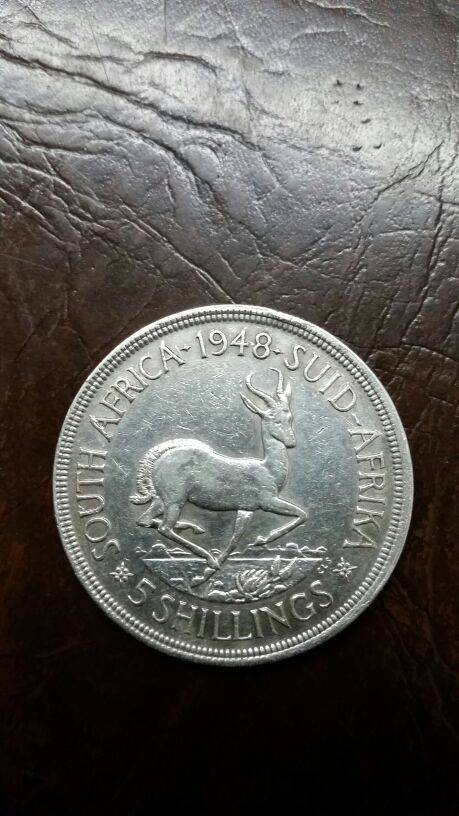 SOUTH AFRICA · 1948 · SUID-AFRIKA
5 SHILLINGS